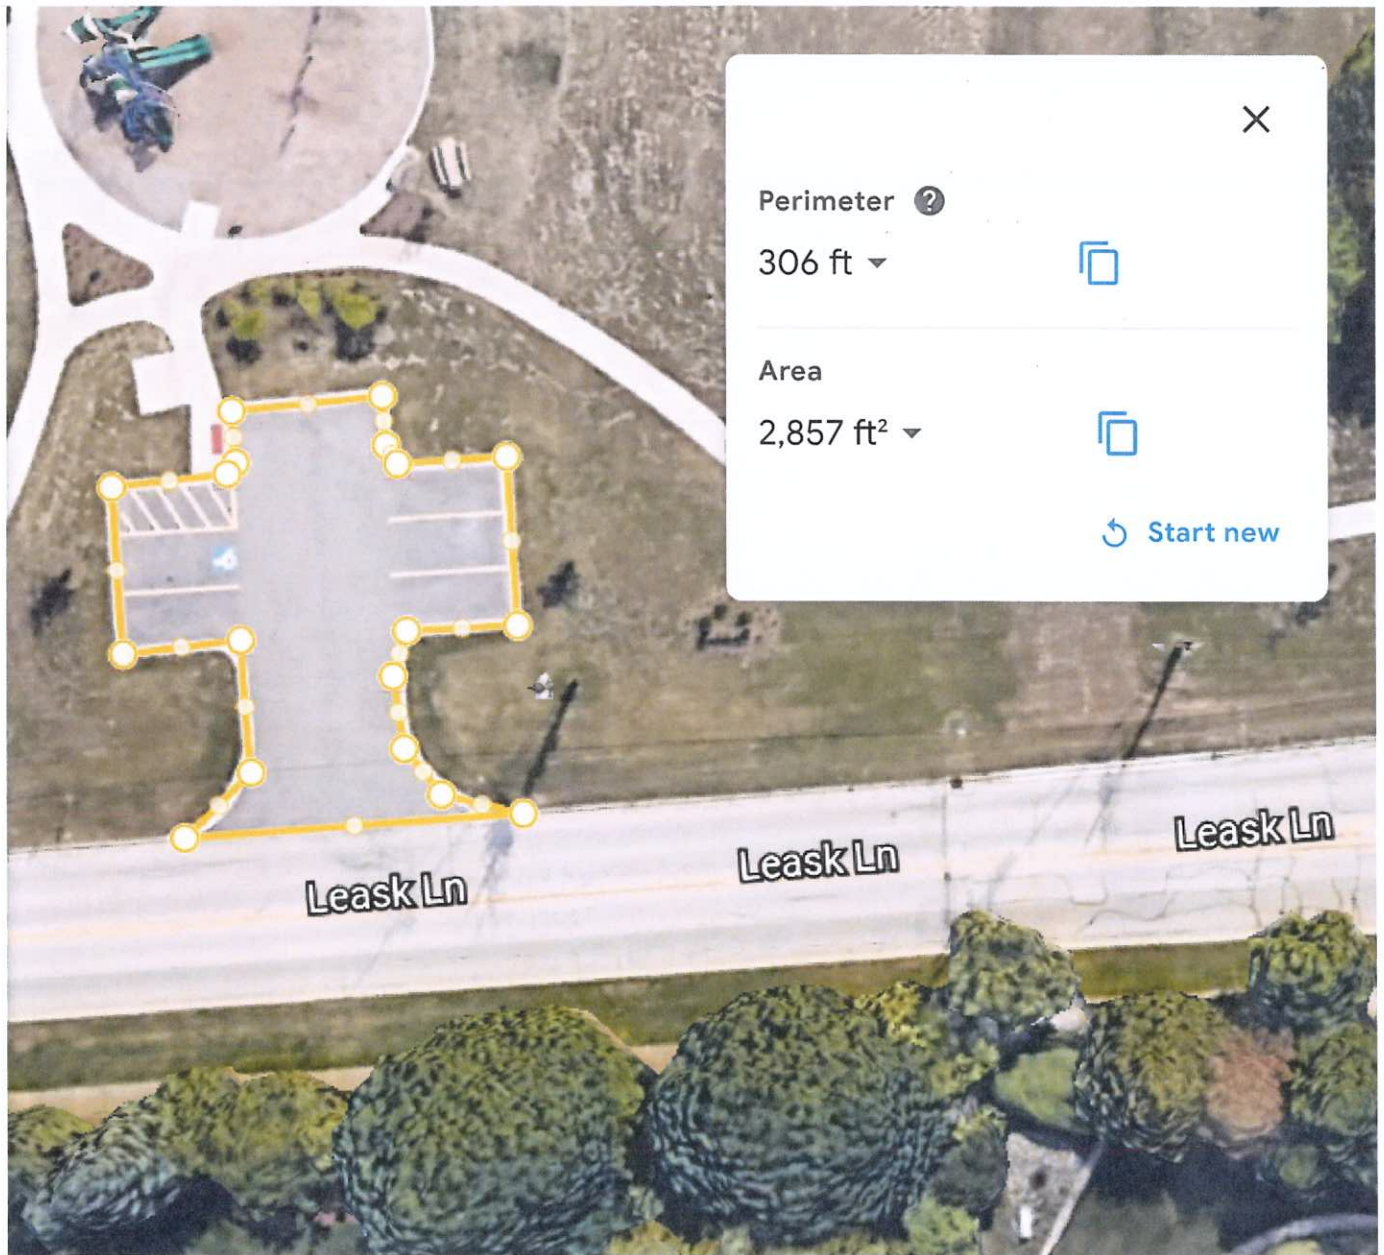 Perimeter
306 ft
Area
2,857 ft²
Start new
Leask Ln
Leask Ln
Leask Ln